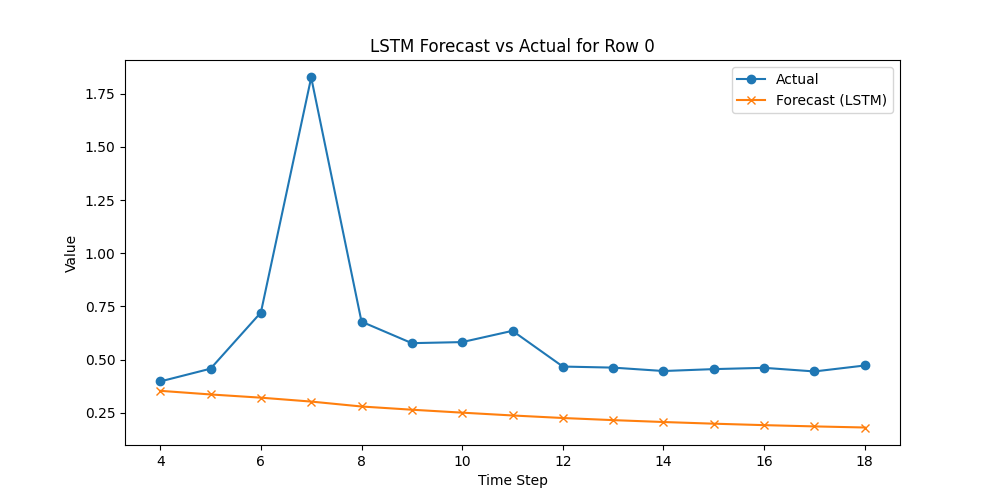 LSTM Forecast vs Actual for Row 0
Actual
Forecast (LSTM)
1.75
1.50
1.25
1.00
0.75
0.50
0.25
Value
4 6 8 10 12 14 16 18
Time Step